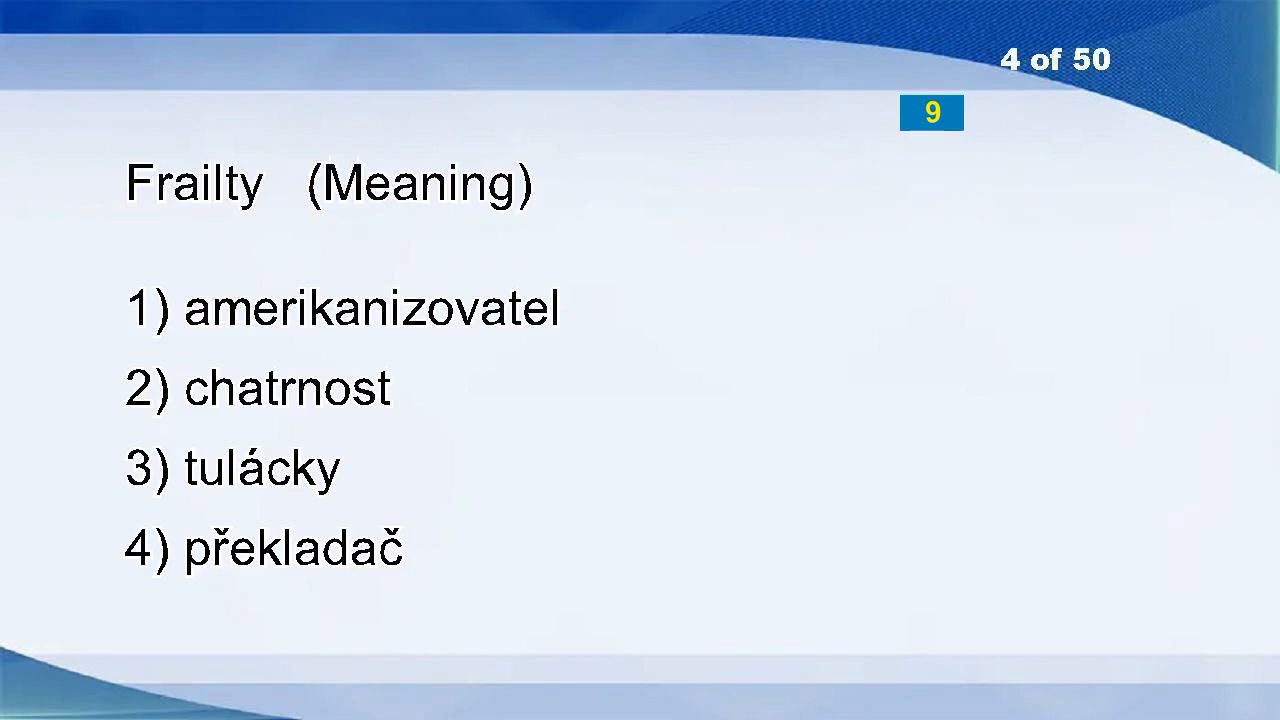 4 of 50
9
Frailty (Meaning)
1) amerikanizovatel
2) chatrnost
3) tulácky
4) překladač